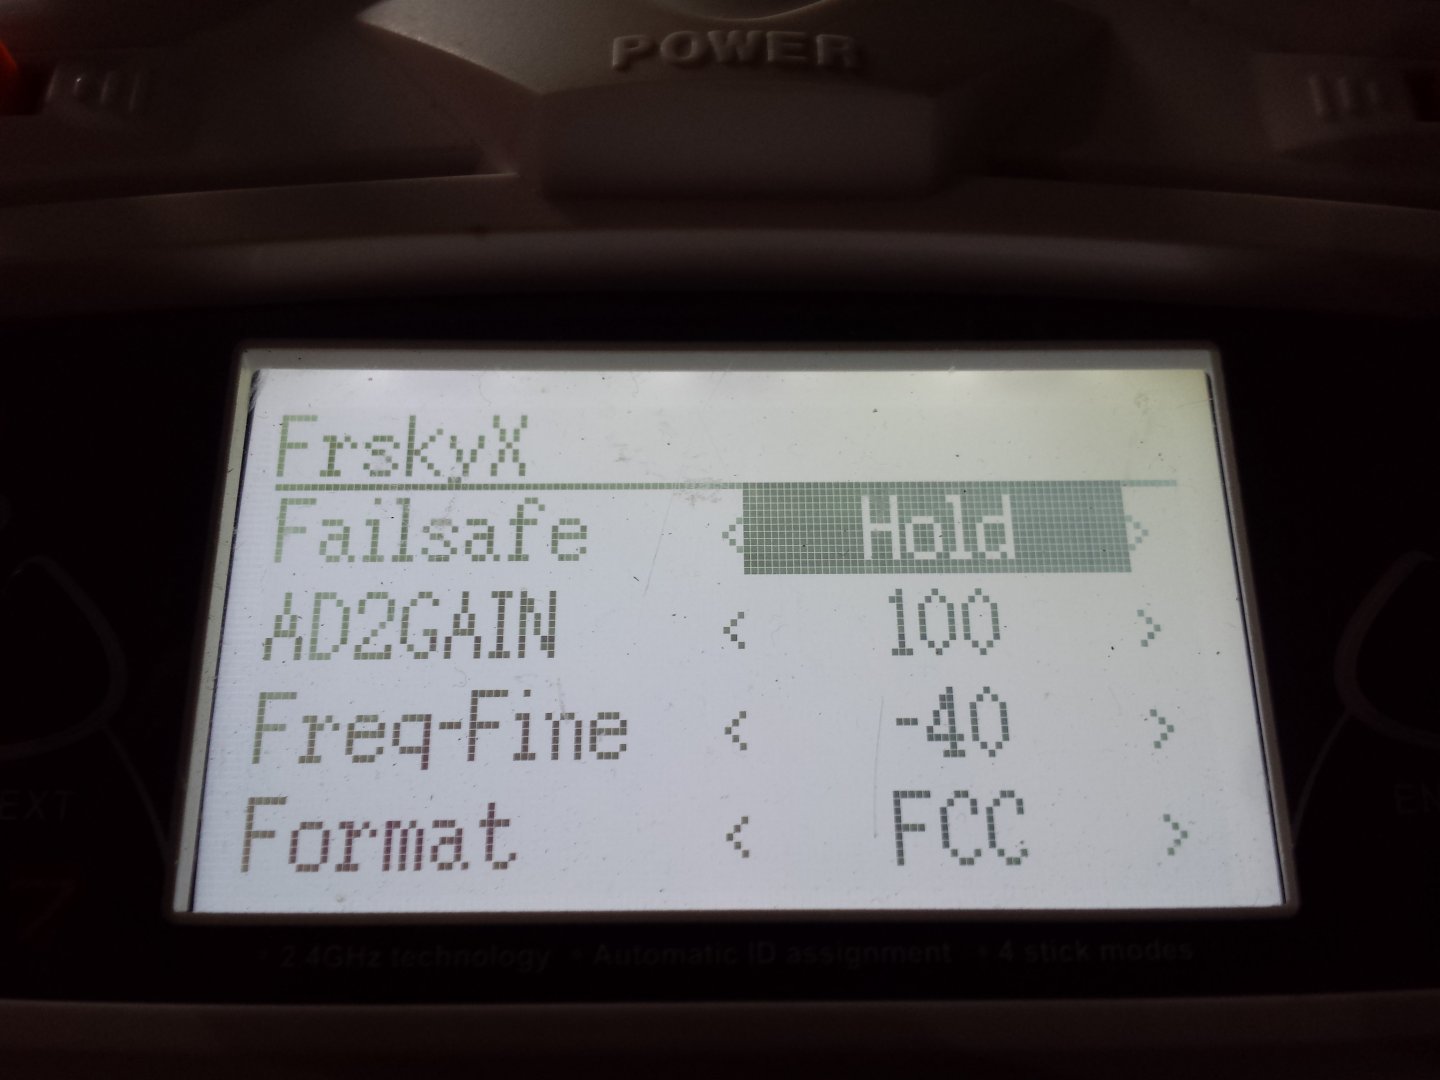 POWER
FrskyX
Failsafe < Hold >
AD2GAIN < 100 >
Freq-Fine < -40 >
Format < FCC >
EXT
• 2.4GHz technology • Automatic ID assignment • 4 stick modes